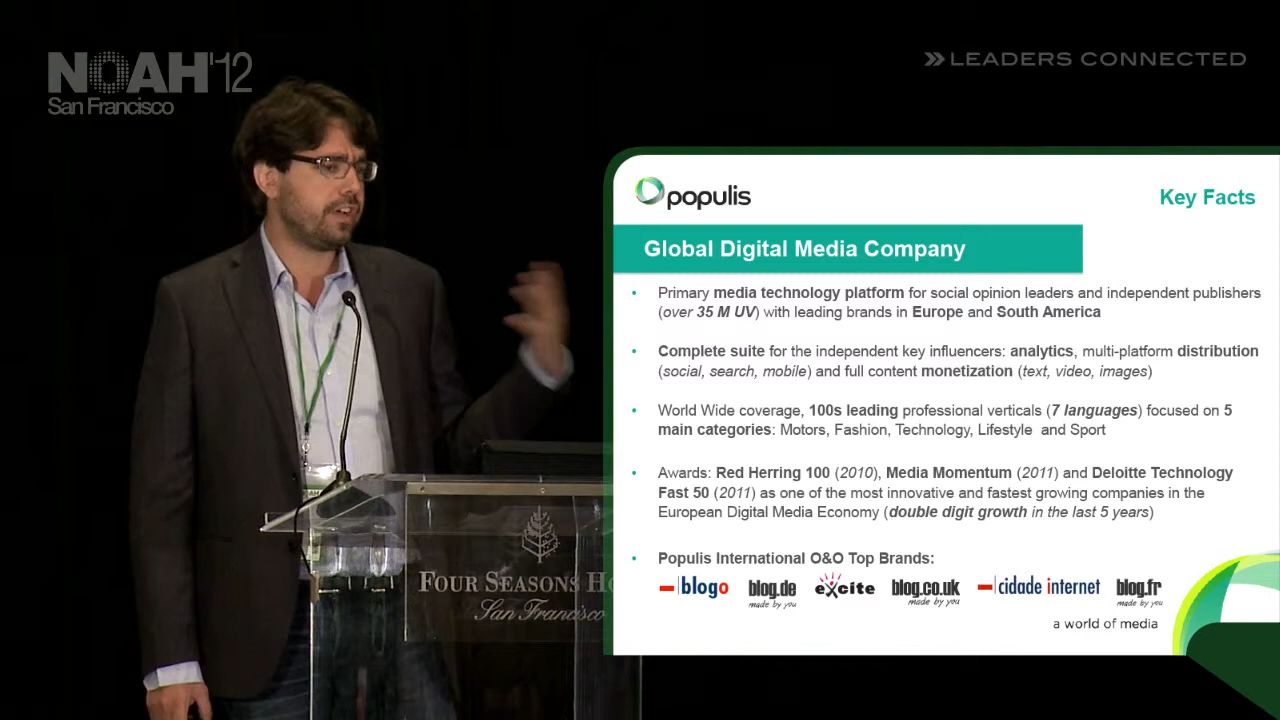 NOAH'12
San Francisco
LEADERS CONNECTED
populis
Key Facts
Global Digital Media Company
• Primary media technology platform for social opinion leaders and independent publishers
(over 35 M UV) with leading brands in Europe and South America
• Complete suite for the independent key influencers: analytics, multi-platform distribution
(social, search, mobile) and full content monetization (text, video, images)
• World Wide coverage, 100s leading professional verticals (7 languages) focused on 5
main categories: Motors, Fashion, Technology, Lifestyle and Sport
• Awards: Red Herring 100 (2010), Media Momentum (2011) and Deloitte Technology
Fast 50 (2011) as one of the most innovative and fastest growing companies in the
European Digital Media Economy (double digit growth in the last 5 years)
• Populis International O&O Top Brands:
blogo
blog.de
made by you
excite
blog.co.uk
made by you
cidade internet
blog.fr
made by you
a world of media
FOUR SEASONS H
San Francisco